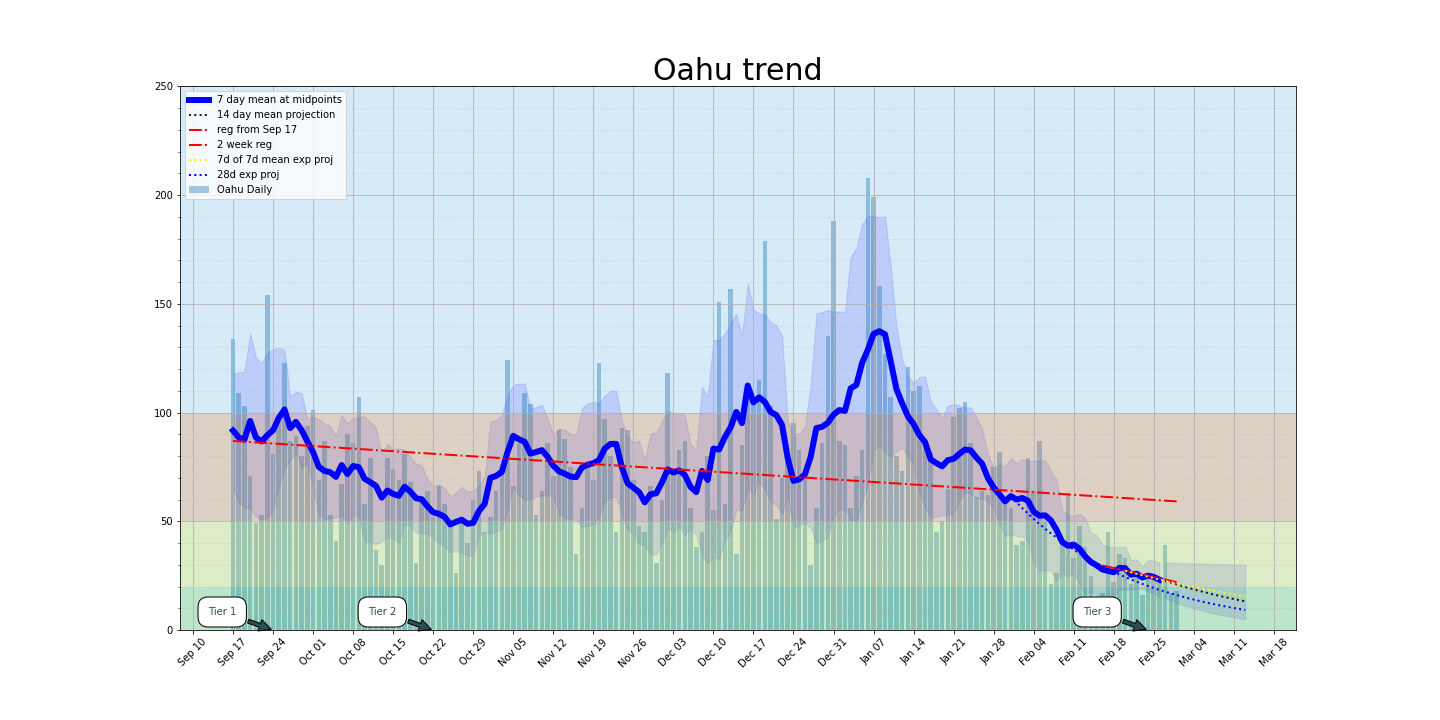 Oahu trend
250
200
150
100
50
0
7 day mean at midpoints
14 day mean projection
reg from Sep 17
2 week reg
7d of 7d mean exp proj
28d exp proj
Oahu Daily
Tier 1
Tier 2
Tier 3
Sep 10
Sep 17
Sep 24
Oct 01
Oct 08
Oct 15
Oct 22
Oct 29
Nov 05
Nov 12
Nov 19
Nov 26
Dec 03
Dec 10
Dec 17
Dec 24
Dec 31
Jan 07
Jan 14
Jan 21
Jan 28
Feb 04
Feb 11
Feb 18
Feb 25
Mar 04
Mar 11
Mar 18